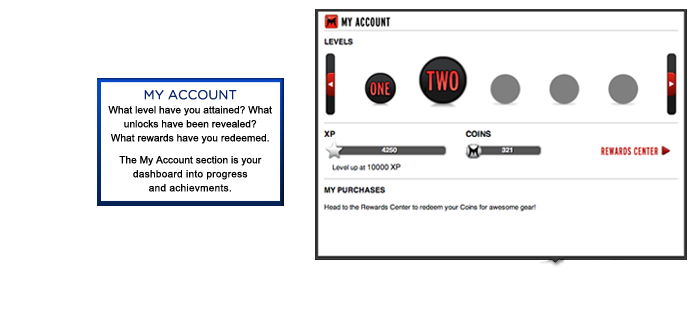 MY ACCOUNT
What level have you attained? What
unlocks have been revealed?
What rewards have you redeemed.
The My Account section is your
dashboard into progress
and achievments.
MY ACCOUNT
LEVELS
ONE
TWO
XP
COINS
4250
321
REWARDS CENTER
Level up at 10000 XP
MY PURCHASES
Head to the Rewards Center to redeem your Coins for awesome gear!